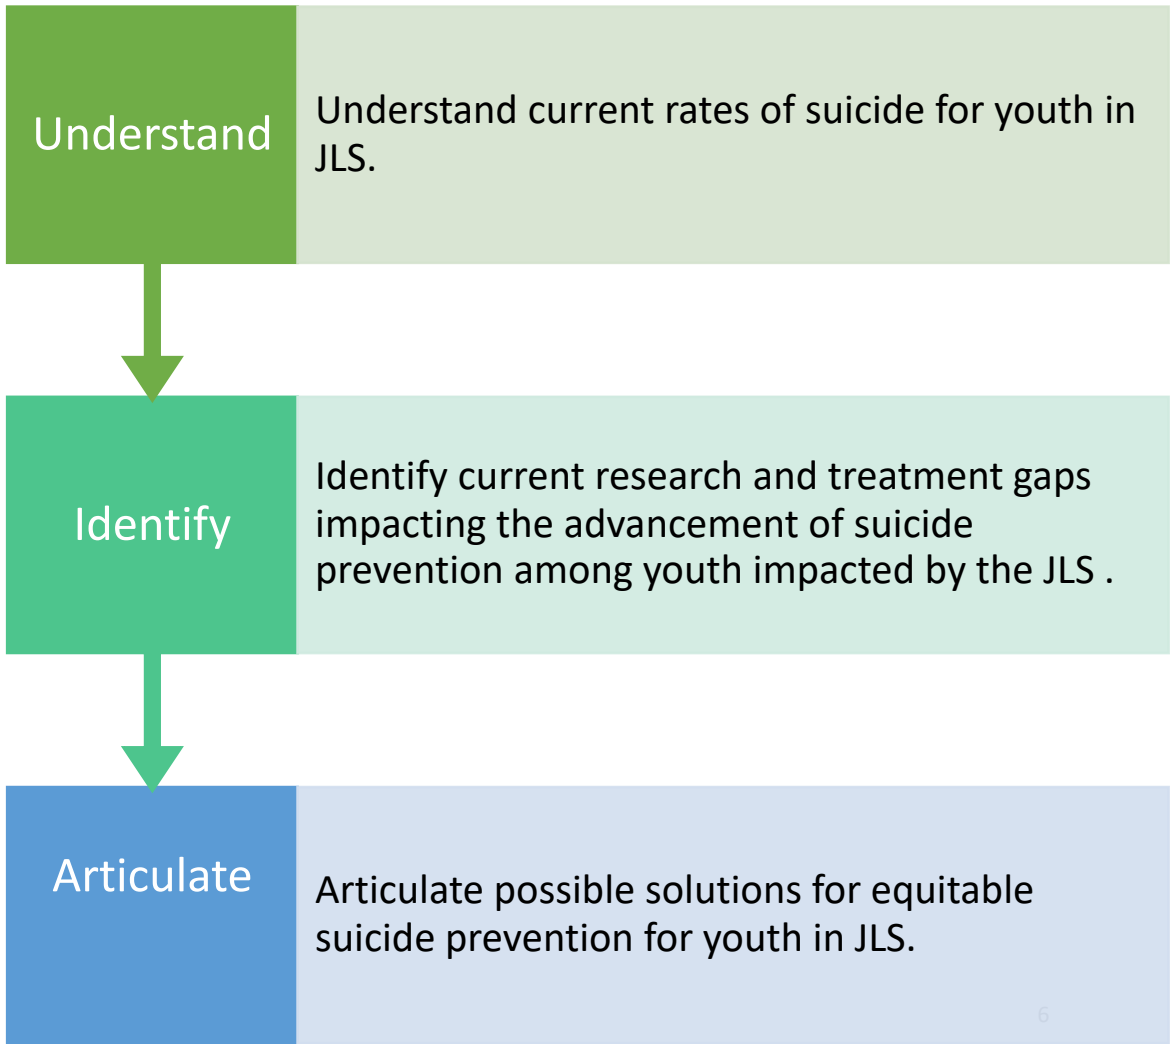 Understand
Understand current rates of suicide for youth in
JLS.
Identify
Identify current research and treatment gaps
impacting the advancement of suicide
prevention among youth impacted by the JLS .
Articulate
Articulate possible solutions for equitable
suicide prevention for youth in JLS.
6